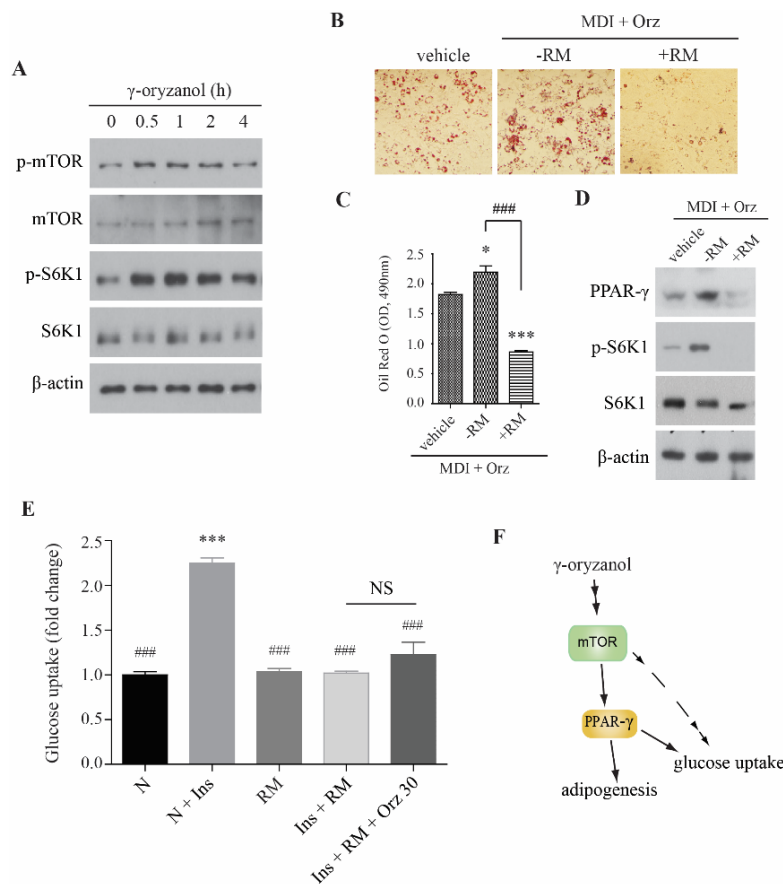 A
γ-oryzanol (h)
0 0.5 1 2 4
p-mTOR
mTOR
p-S6K1
S6K1
β-actin
B
MDI + Orz
vehicle -RM +RM
C
###
*
***
Oil Red O (OD, 490nm)
2.5
2.0
1.5
1.0
0.5
0.0
vehicle -RM +RM
MDI + Orz
D
MDI + Orz
vehicle -RM +RM
PPAR-γ
p-S6K1
S6K1
β-actin
E
Glucose uptake (fold change)
2.5
2.0
1.5
1.0
0.5
0.0
###
***
###
###
NS
###
N
N + Ins
RM
Ins + RM
Ins + RM + Orz 30
F
γ-oryzanol
mTOR
PPAR-γ
glucose uptake
adipogenesis